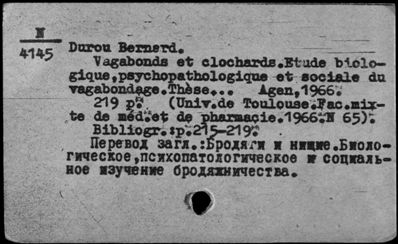 N
4145
Durou Bernard.
Vagabonds et clochards.Etude biolo-
gique,psychopathologique et sociale du
vagabondage.Thèse... Agen,1966.
219 p. (Univ.de Toulouse.Fac.mix-
te de méd.et de pharmacie.1966.N 65).
Bibliogr.:p.215-219.
Перевод загл.:Бродяги и нищие.Биоло-
гическое,психопатологическое и социаль-
ное изучение бродяжничества.